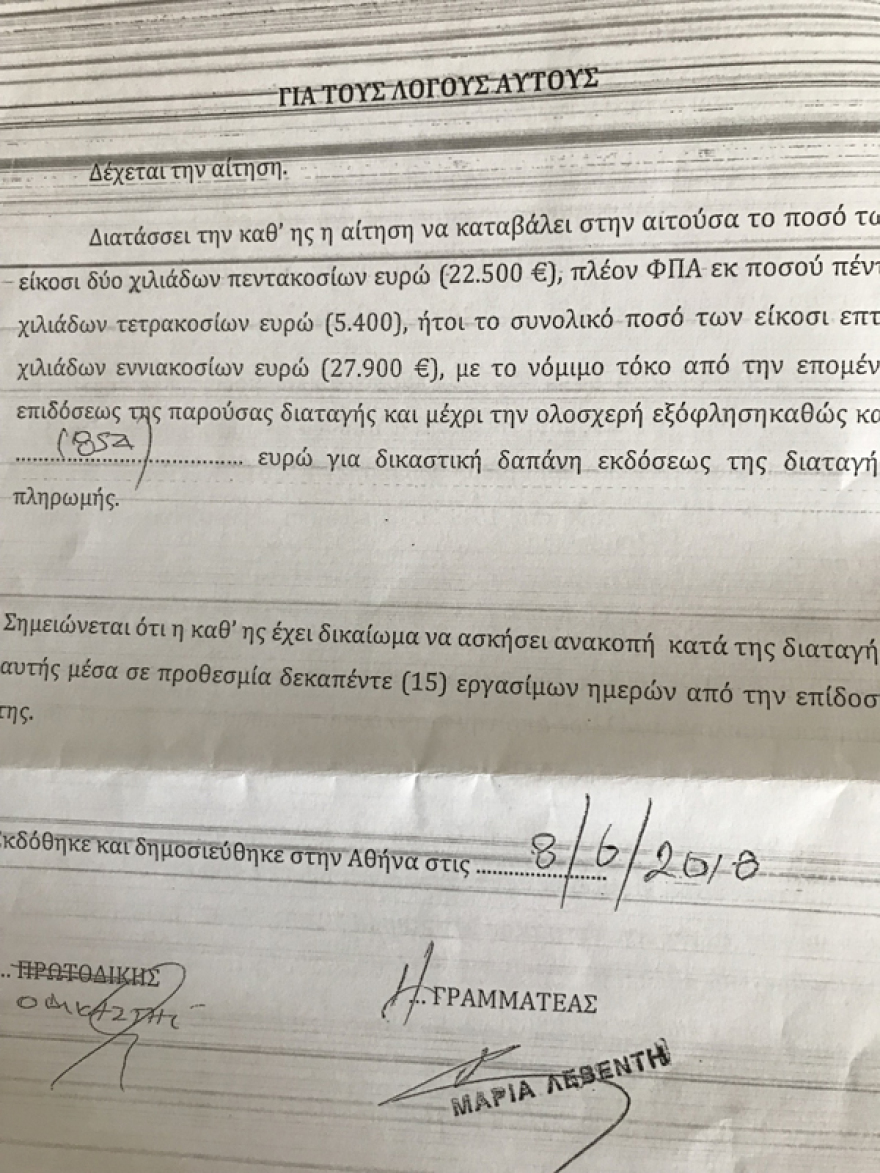 ΓΙΑ ΤΟΥΣ ΛΟΓΟΥΣ ΑΥΤΟΥΣ
Δέχεται την αίτηση.
Διατάσσει την καθ' ης η αίτηση να καταβάλει στην αιτούσα το ποσό τω
είκοσι δύο χιλιάδων πεντακοσίων ευρώ (22.500 €), πλέον ΦΠΑ εκ ποσού πέντ
χιλιάδων τετρακοσίων ευρώ (5.400), ήτοι το συνολικό ποσό των είκοσι επτ
χιλιάδων εννιακοσίων ευρώ (27.900 €), με το νόμιμο τόκο από την επομέν
επιδόσεως της παρούσας διαταγής και μέχρι την ολοσχερή εξόφλησηκαθώς κα
.......................... ευρώ για δικαστική δαπάνη εκδόσεως της διαταγή
πληρωμής.
Σημειώνεται ότι η καθ' ης έχει δικαίωμα να ασκήσει ανακοπή κατά της διαταγή
αυτής μέσα σε προθεσμία δεκαπέντε (15) εργασίμων ημερών από την επίδοσ
της.
κδόθηκε και δημοσιεύθηκε στην Αθήνα στις .......... 8/6/2018
.. ΠΡΩΤΟΔΙΚΗΣ
Ο ΔΙΚΑΣΤΗΣ
Η... ΓΡΑΜΜΑΤΕΑΣ
ΜΑΡΙΑ ΛΕΒΕΝΤΗ